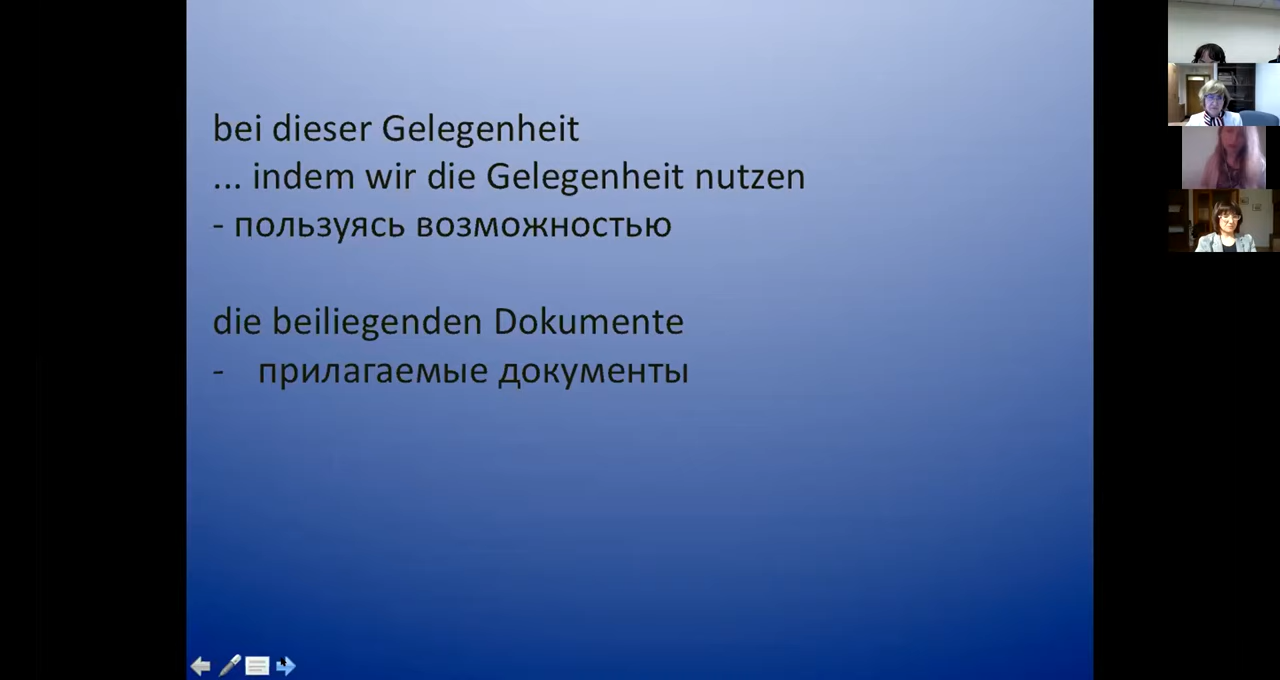 bei dieser Gelegenheit
... indem wir die Gelegenheit nutzen
- пользуясь возможностью
die beiliegenden Dokumente
- прилагаемые документы